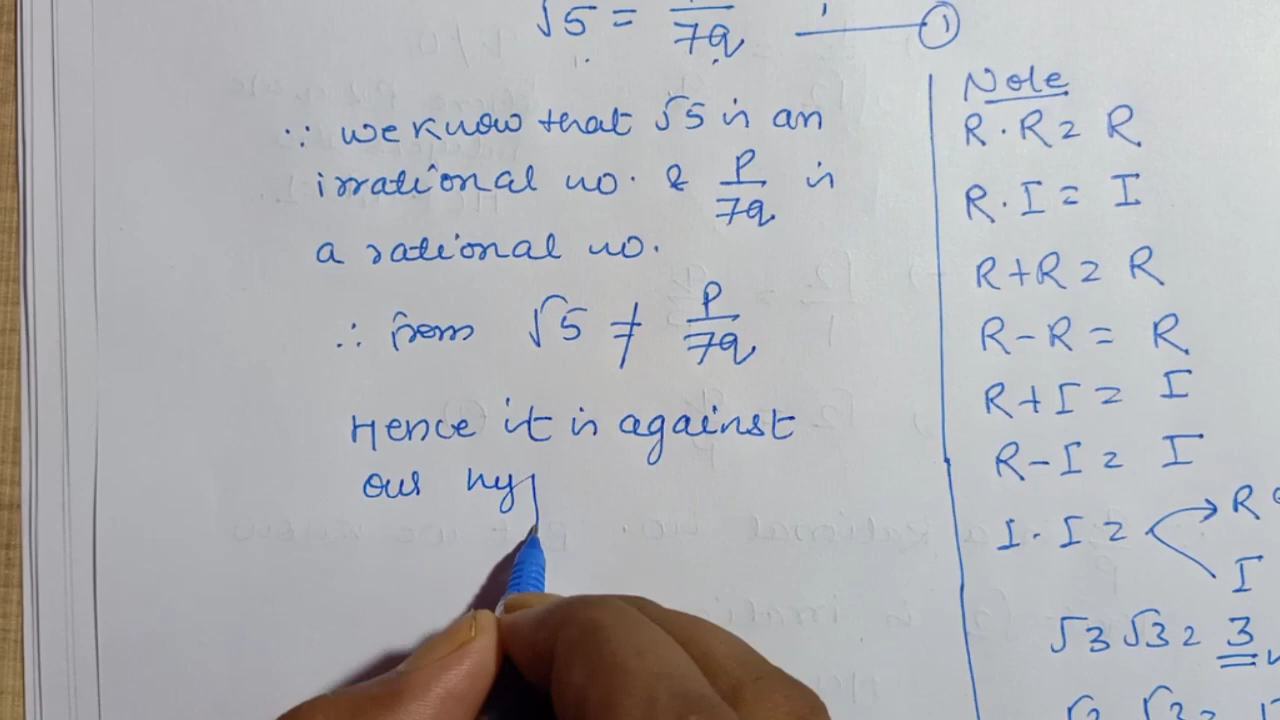 √5 = /7q ——— ①
∵ we know that √5 is an
irrational no. & P/7q is
a rational no.
∴ from √5 ≠ P/7q
Hence it is against
our hy
Note
R · R = R
R · I = I
R + R = R
R - R = R
R + I = I
R - I = I
I · I = R
I
√3 √3 = 3